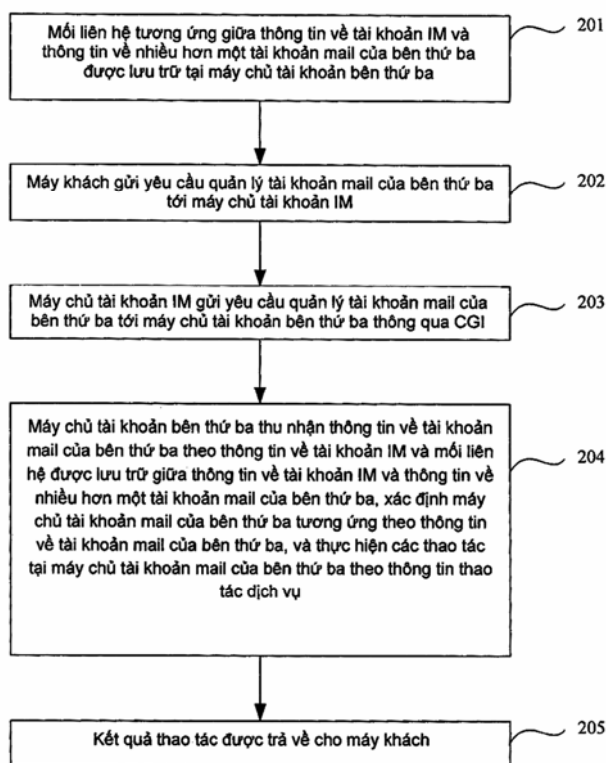 Mối liên hệ tương ứng giữa thông tin về tài khoản IM và
thông tin về nhiều hơn một tài khoản mail của bên thứ ba
được lưu trữ tại máy chủ tài khoản bên thứ ba
201
Máy khách gửi yêu cầu quản lý tài khoản mail của bên thứ ba
tới máy chủ tài khoản IM
202
Máy chủ tài khoản IM gửi yêu cầu quản lý tài khoản mail của
bên thứ ba tới máy chủ tài khoản bên thứ ba thông qua CGI
203
Máy chủ tài khoản bên thứ ba thu nhận thông tin về tài khoản
mail của bên thứ ba theo thông tin về tài khoản IM và mối liên
hệ được lưu trữ giữa thông tin về tài khoản IM và thông tin về
nhiều hơn một tài khoản mail của bên thứ ba, xác định máy
chủ tài khoản mail của bên thứ ba tương ứng theo thông tin
về tài khoản mail của bên thứ ba, và thực hiện các thao tác
tại máy chủ tài khoản mail của bên thứ ba theo thông tin thao
tác dịch vụ
204
Kết quả thao tác được trả về cho máy khách
205